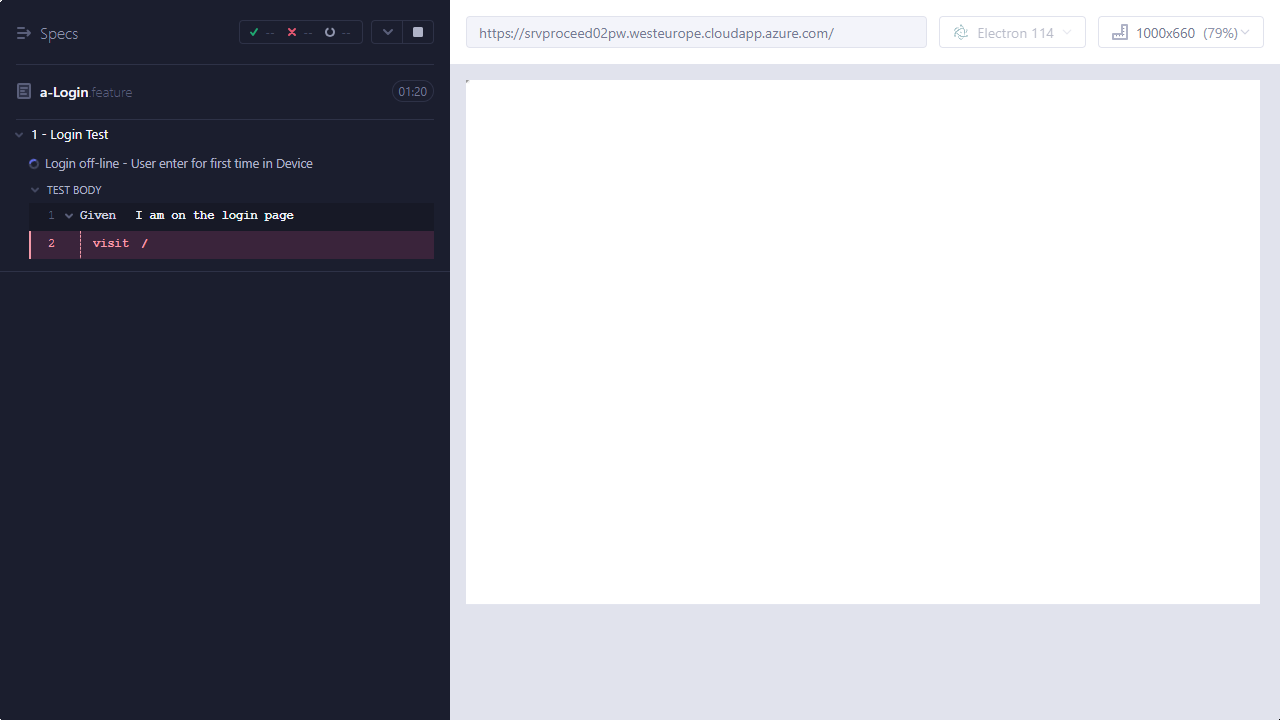 Specs
-- -- --
a-Login.feature 01:20
1 - Login Test
Login off-line - User enter for first time in Device
TEST BODY
1 Given I am on the login page
2 visit /
https://srvproceed02pw.westeurope.cloudapp.azure.com/
Electron 114
1000x660 (79%)